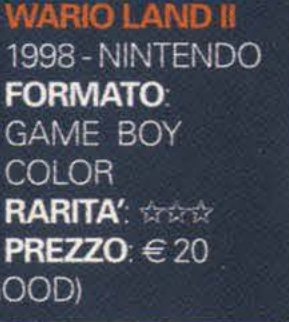 WARIO LAND II
1998 - NINTENDO
FORMATO:
GAME BOY
COLOR
RARITA': ☆☆☆
PREZZO: € 20
OOD)